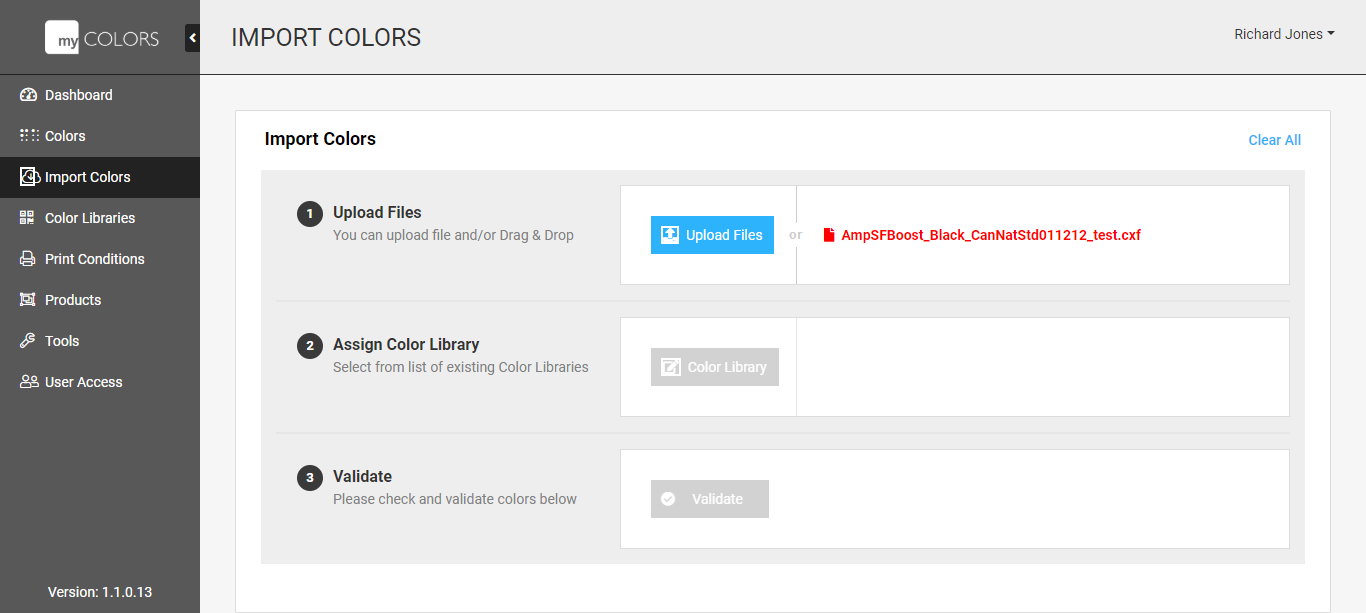 my COLORS
IMPORT COLORS
Richard Jones
Dashboard
Colors
Import Colors
Color Libraries
Print Conditions
Products
Tools
User Access
Version: 1.1.0.13
Import Colors
Clear All
1 Upload Files
You can upload file and/or Drag & Drop
Upload Files or AmpSFBoost_Black_CanNatStd011212_test.cxf
2 Assign Color Library
Select from list of existing Color Libraries
Color Library
3 Validate
Please check and validate colors below
Validate